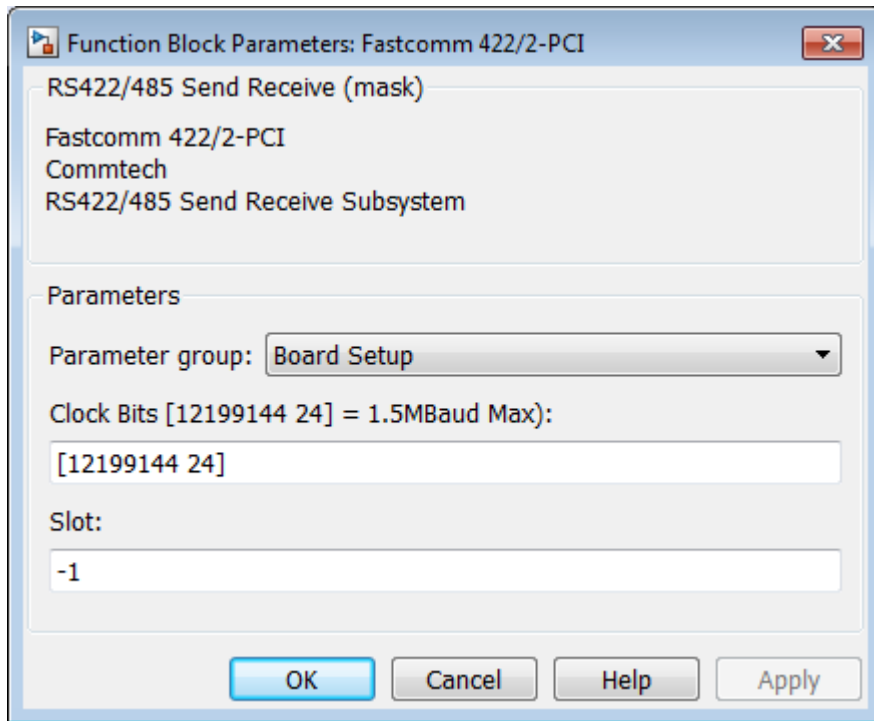 Function Block Parameters: Fastcomm 422/2-PCI
RS422/485 Send Receive (mask)
Fastcomm 422/2-PCI
Commtech
RS422/485 Send Receive Subsystem
Parameters
Parameter group: Board Setup
Clock Bits [12199144 24] = 1.5MBaud Max):
[12199144 24]
Slot:
-1
OK Cancel Help Apply